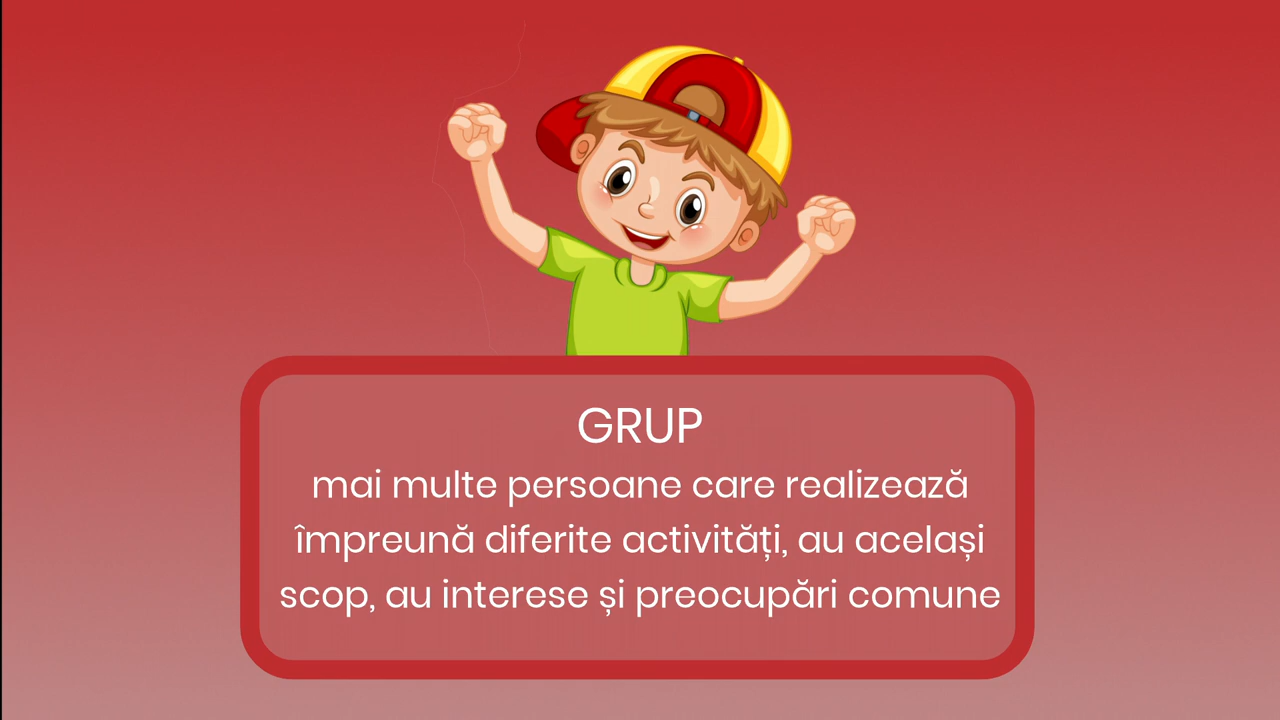 GRUP
mai multe persoane care realizează
împreună diferite activități, au același
scop, au interese și preocupări comune